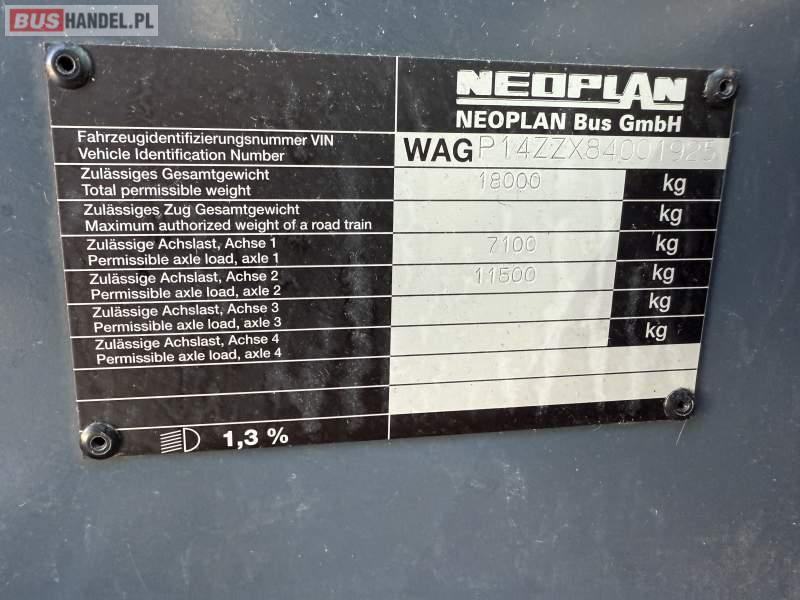 BUSHANDEL.PL
NEOPLAN
NEOPLAN Bus GmbH
Fahrzeugidentifizierungsnummer VIN
Vehicle Identification Number
WAG P14ZZX84001925
Zulässiges Gesamtgewicht
Total permissible weight
18000 kg
Zulässiges Zug Gesamtgewicht
Maximum authorized weight of a road train
kg
Zulässige Achslast, Achse 1
Permissible axle load, axle 1
7100 kg
Zulässige Achslast, Achse 2
Permissible axle load, axle 2
11500 kg
Zulässige Achslast, Achse 3
Permissible axle load, axle 3
kg
Zulässige Achslast, Achse 4
Permissible axle load, axle 4
kg
1,3 %